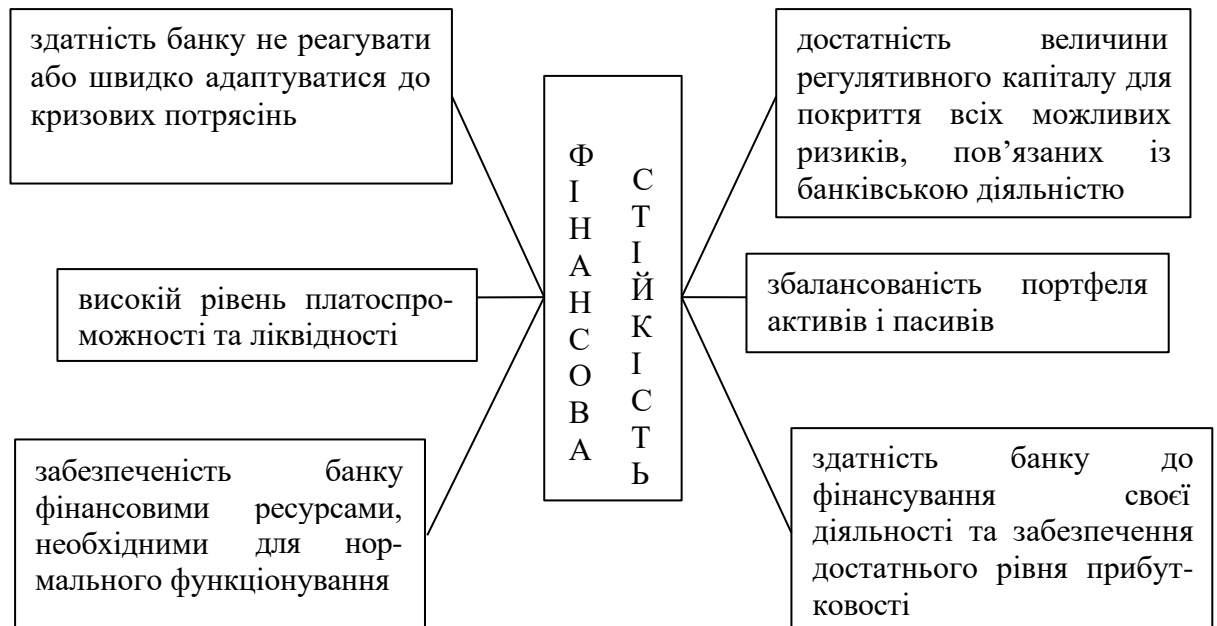 здатність банку не реагувати
або швидко адаптуватися до
кризових потрясінь
високій рівень платоспро-
можності та ліквідності
забезпеченість банку
фінансовими ресурсами,
необхідними для нор-
мального функціонування
ФІНАНСОВА
СТІЙКІСТЬ
достатність величини
регулятивного капіталу для
покриття всіх можливих
ризиків, пов’язаних із
банківською діяльністю
збалансованість портфеля
активів і пасивів
здатність банку до
фінансування своєї
діяльності та забезпечення
достатнього рівня прибут-
ковості